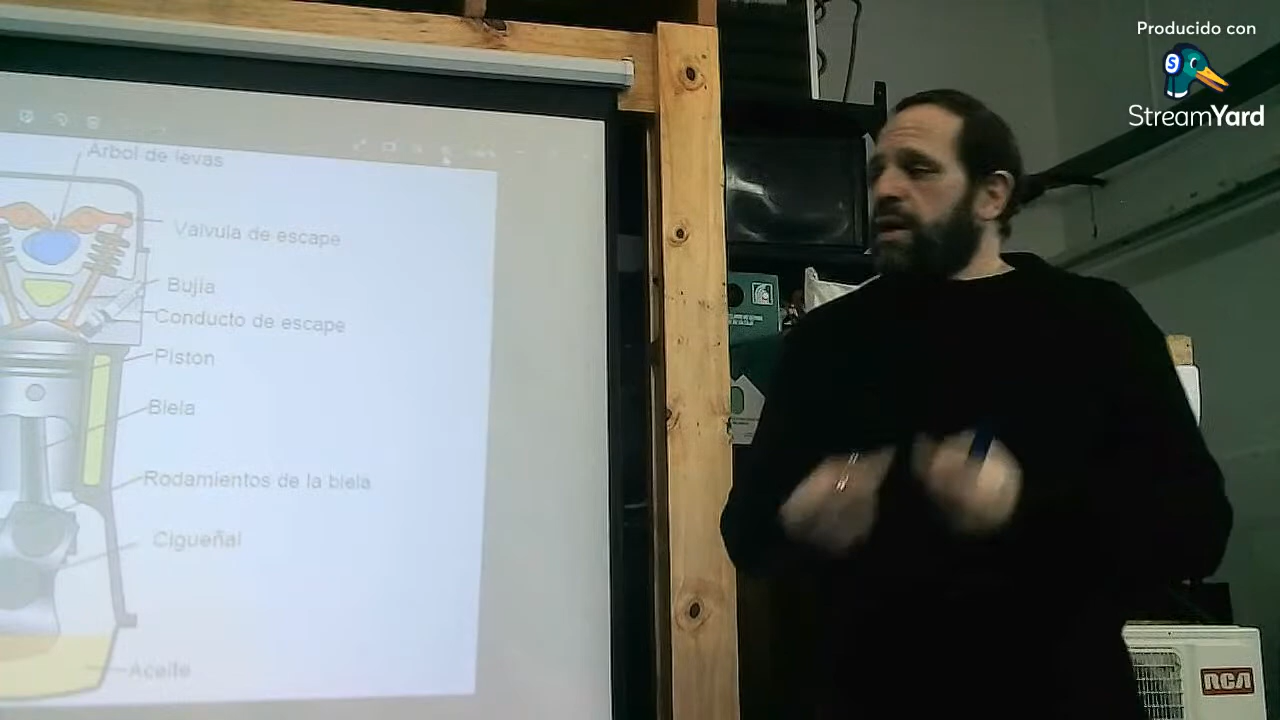 Producido con
StreamYard
Arbol de levas
Valvula de escape
Bujía
Conducto de escape
Piston
Biela
Rodamientos de la biela
Cigueñal
Aceite
RCA